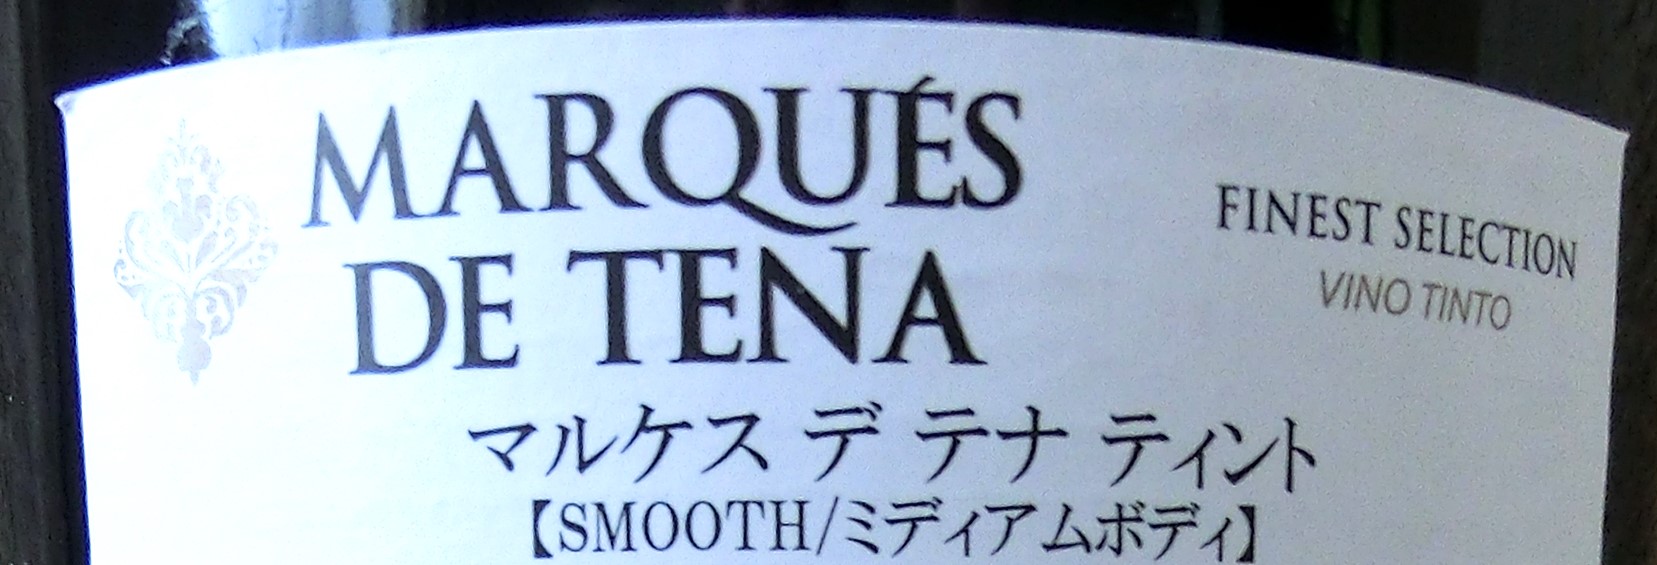 MARQUÉS
DE TENA
FINEST SELECTION
VINO TINTO
マルケス デ テナ ティント
【SMOOTH/ミディアムボディ】